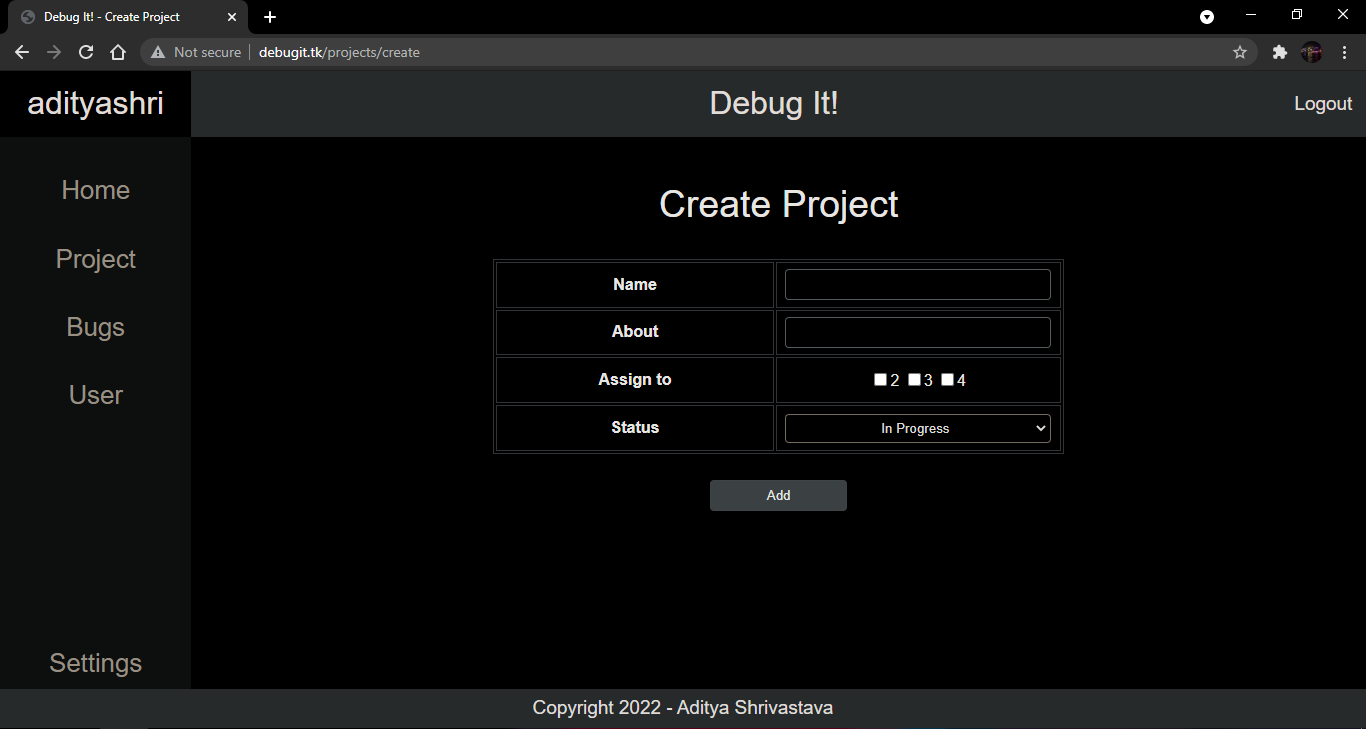 Debug It! - Create Project
Not secure debugit.tk/projects/create
adityashri
Debug It!
Logout
Home
Project
Bugs
User
Settings
Create Project
Name
About
Assign to 2 3 4
Status In Progress
Add
Copyright 2022 - Aditya Shrivastava